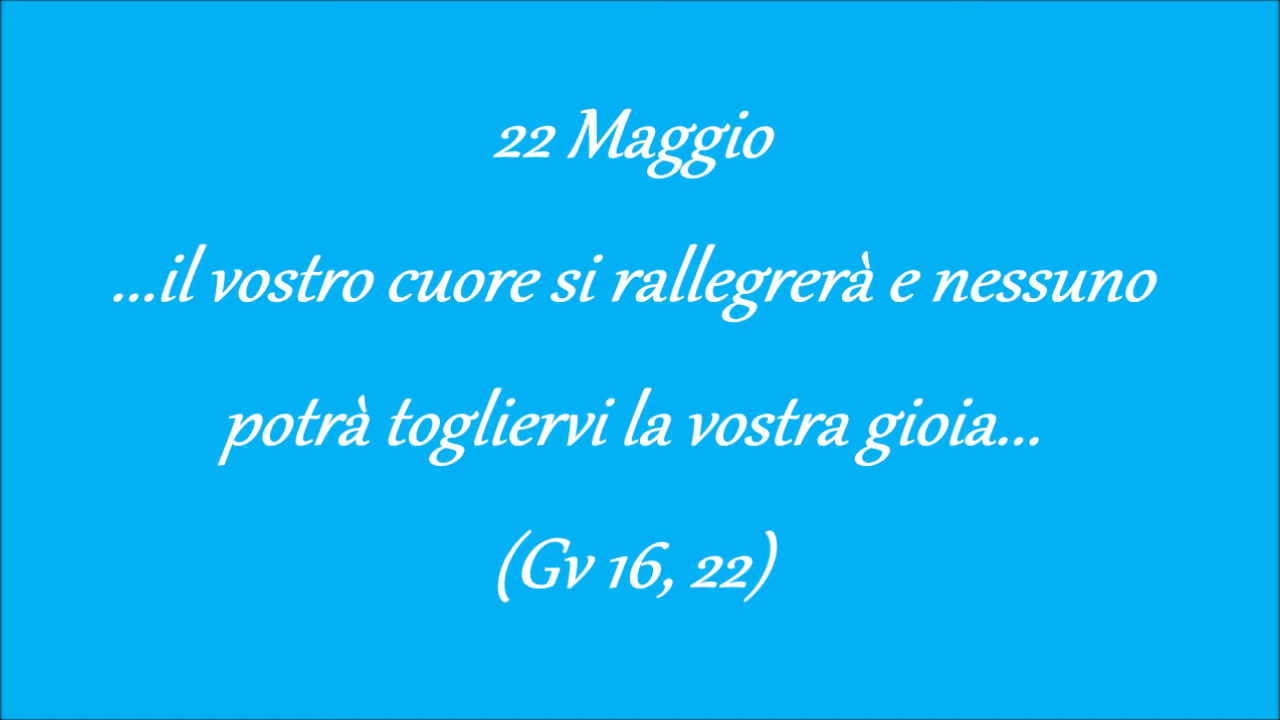 22 Maggio
...il vostro cuore si rallegrerà e nessuno
potrà togliervi la vostra gioia...
(Gv 16, 22)